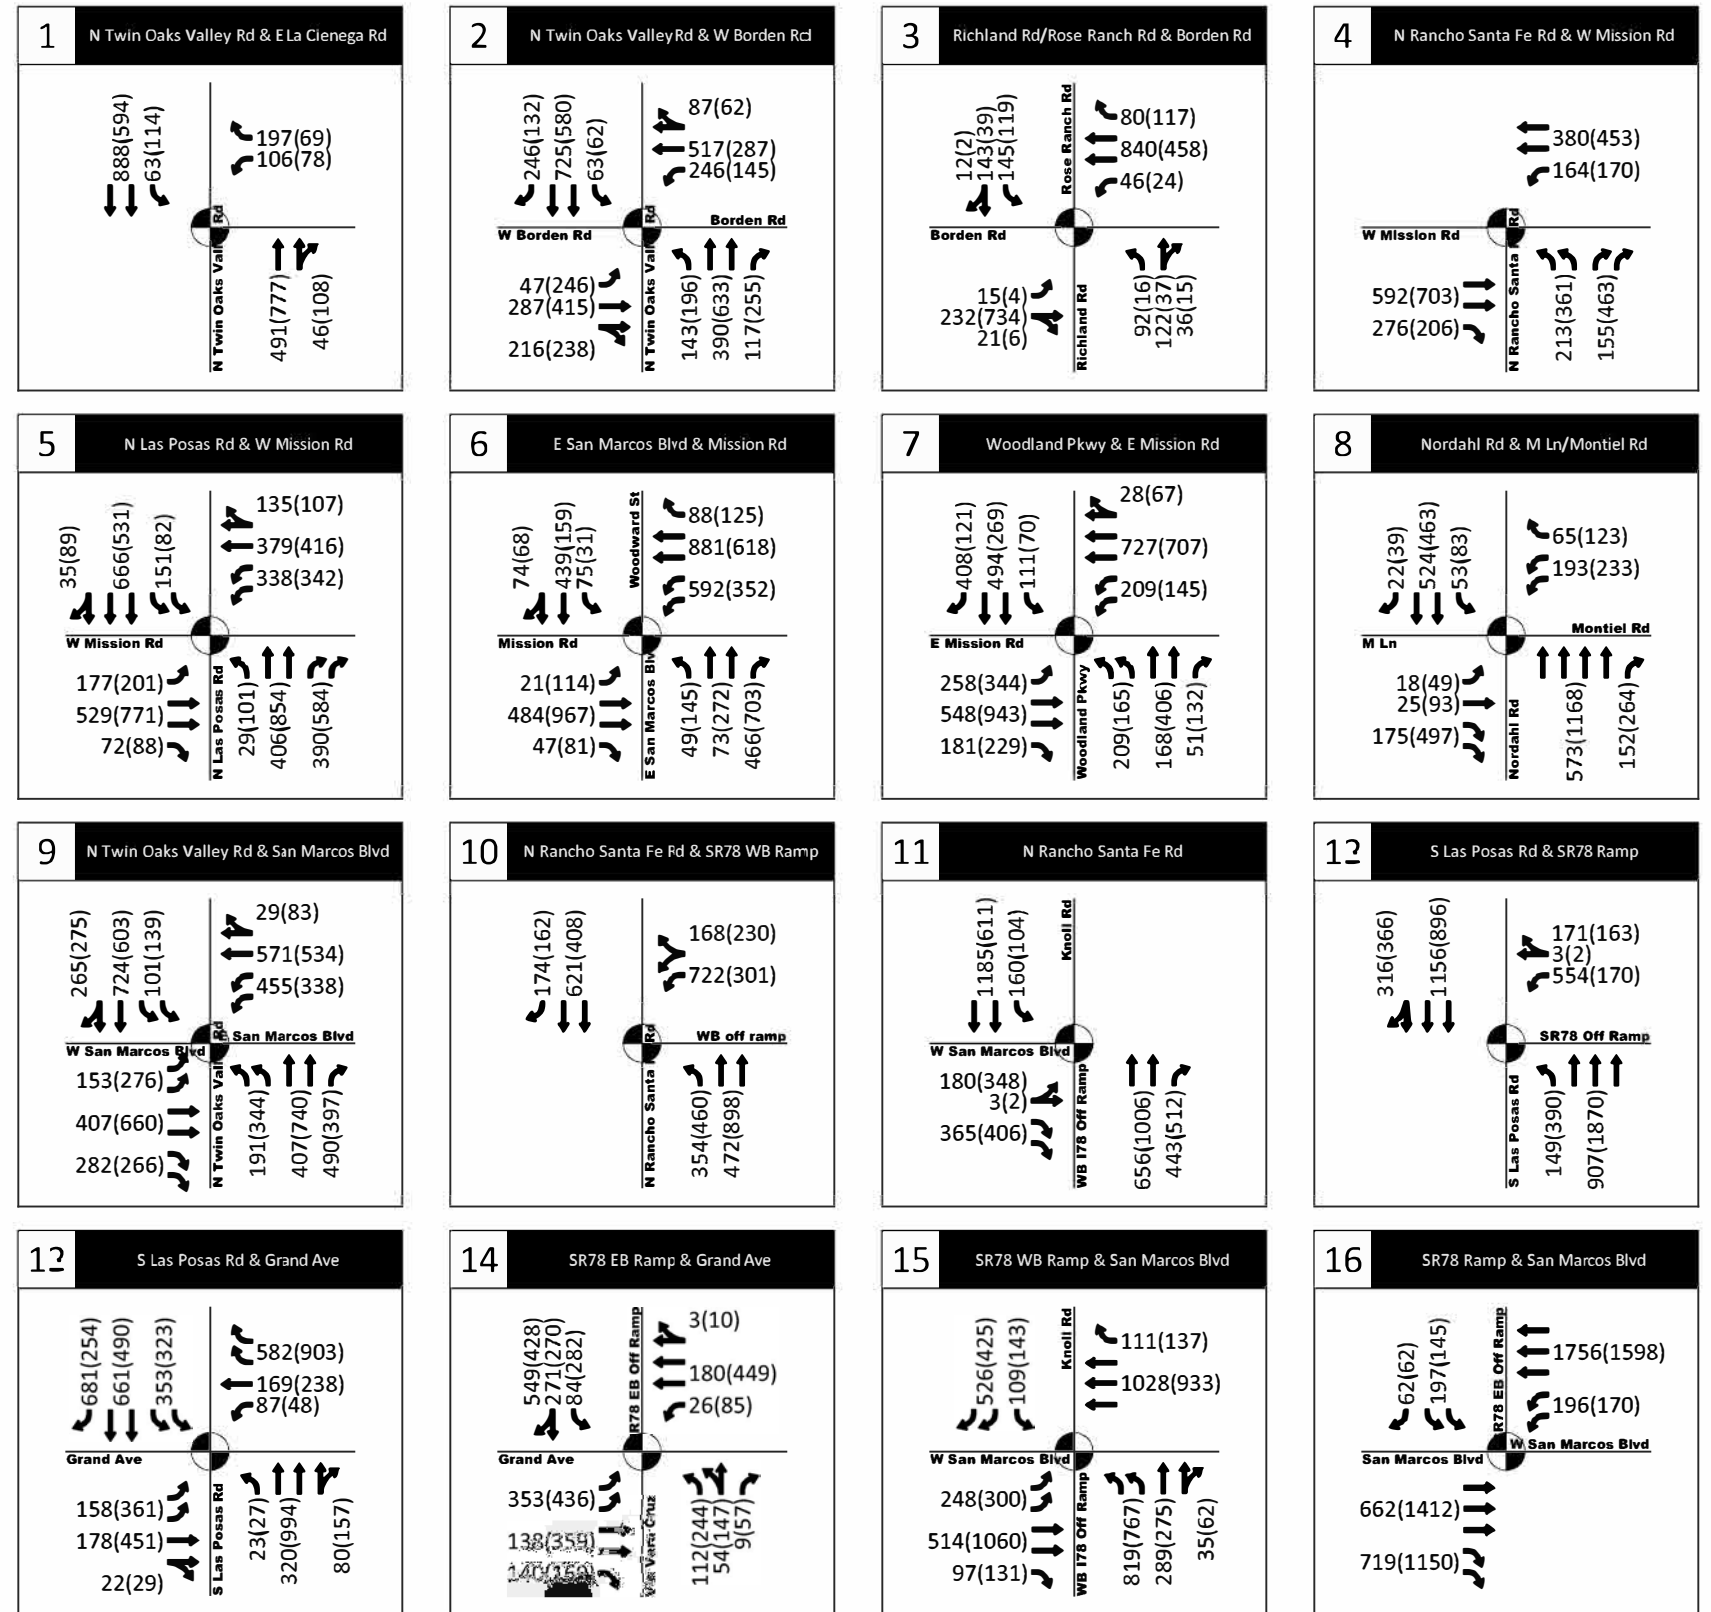 1 N Twin Oaks Valley Rd & E La Cienega Rd
888(594)
63(114)
197(69)
106(78)
N Twin Oaks Vall Rd
491(777)
46(108)
2 N Twin Oaks Valley Rd & W Borden Rd
246(132)
725(580)
63(62)
87(62)
517(287)
246(145)
Borden Rd
W Borden Rd
N Twin Oaks Vall Rd
47(246)
287(415)
216(238)
143(196)
390(633)
117(255)
3 Richland Rd/Rose Ranch Rd & Borden Rd
12(2)
143(39)
145(119)
Rose Ranch Rd
80(117)
840(458)
46(24)
Borden Rd
15(4)
232(734)
21(6)
Richland Rd
92(16)
122(37)
36(15)
4 N Rancho Santa Fe Rd & W Mission Rd
380(453)
164(170)
W Mission Rd
N Rancho Santa Rd
592(703)
276(206)
213(361)
155(463)
5 N Las Posas Rd & W Mission Rd
35(89)
666(531)
151(82)
135(107)
379(416)
338(342)
W Mission Rd
177(201)
529(771)
72(88)
N Las Posas Rd
29(101)
406(854)
390(584)
6 E San Marcos Blvd & Mission Rd
74(68)
439(159)
75(31)
Woodward St
88(125)
881(618)
592(352)
Mission Rd
21(114)
484(967)
47(81)
E San Marcos Blv
49(145)
73(272)
466(703)
7 Woodland Pkwy & E Mission Rd
408(121)
494(269)
111(70)
28(67)
727(707)
209(145)
E Mission Rd
258(344)
548(943)
181(229)
Woodland Pkwy
209(165)
168(406)
51(132)
8 Nordahl Rd & M Ln/Montiel Rd
22(39)
524(463)
53(83)
65(123)
193(233)
Montiel Rd
M Ln
18(49)
25(93)
175(497)
Nordahl Rd
573(1168)
152(264)
9 N Twin Oaks Valley Rd & San Marcos Blvd
265(275)
724(603)
101(139)
29(83)
571(534)
455(338)
E San Marcos Blvd
W San Marcos Blvd
N Twin Oaks Vall Rd
153(276)
407(660)
282(266)
191(344)
407(740)
490(397)
10 N Rancho Santa Fe Rd & SR78 WB Ramp
174(162)
621(408)
168(230)
722(301)
WB off ramp
N Rancho Santa Rd
354(460)
472(898)
11 N Rancho Santa Fe Rd
1185(611)
160(104)
Knoll Rd
W San Marcos Blvd
180(348)
3(2)
365(406)
WB I78 Off Ramp
656(1006)
443(512)
12 S Las Posas Rd & SR78 Ramp
316(366)
1156(896)
171(163)
3(2)
554(170)
SR78 Off Ramp
S Las Posas Rd
149(390)
907(1870)
13 S Las Posas Rd & Grand Ave
681(254)
661(490)
353(323)
582(903)
169(238)
87(48)
Grand Ave
158(361)
178(451)
22(29)
S Las Posas Rd
23(27)
320(994)
80(157)
14 SR78 EB Ramp & Grand Ave
549(428)
271(270)
84(282)
R78 EB Off Ramp
3(10)
180(449)
26(85)
Grand Ave
353(436)
138(359)
Vera Cruz
112(244)
54(147)
9(57)
15 SR78 WB Ramp & San Marcos Blvd
526(425)
109(143)
Knoll Rd
111(137)
1028(933)
W San Marcos Blvd
248(300)
514(1060)
97(131)
WB I78 Off Ramp
819(767)
289(275)
35(62)
16 SR78 Ramp & San Marcos Blvd
62(62)
197(145)
R78 EB Off Ramp
1756(1598)
196(170)
W San Marcos Blvd
San Marcos Blvd
662(1412)
719(1150)